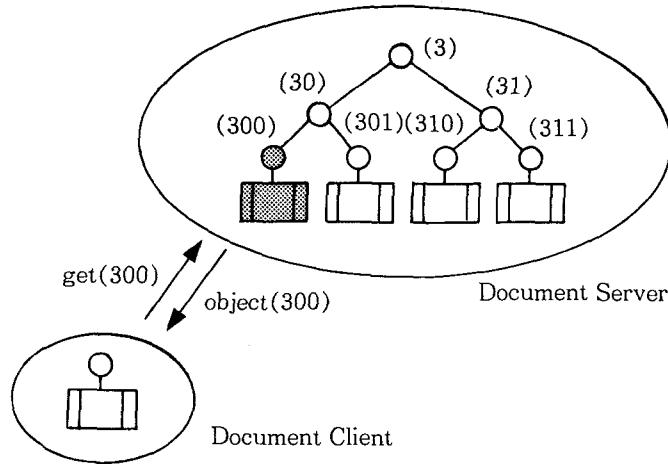 (3)
(30)
(31)
(300)
(301)(310)
(311)
get(300)
object(300)
Document Server
Document Client